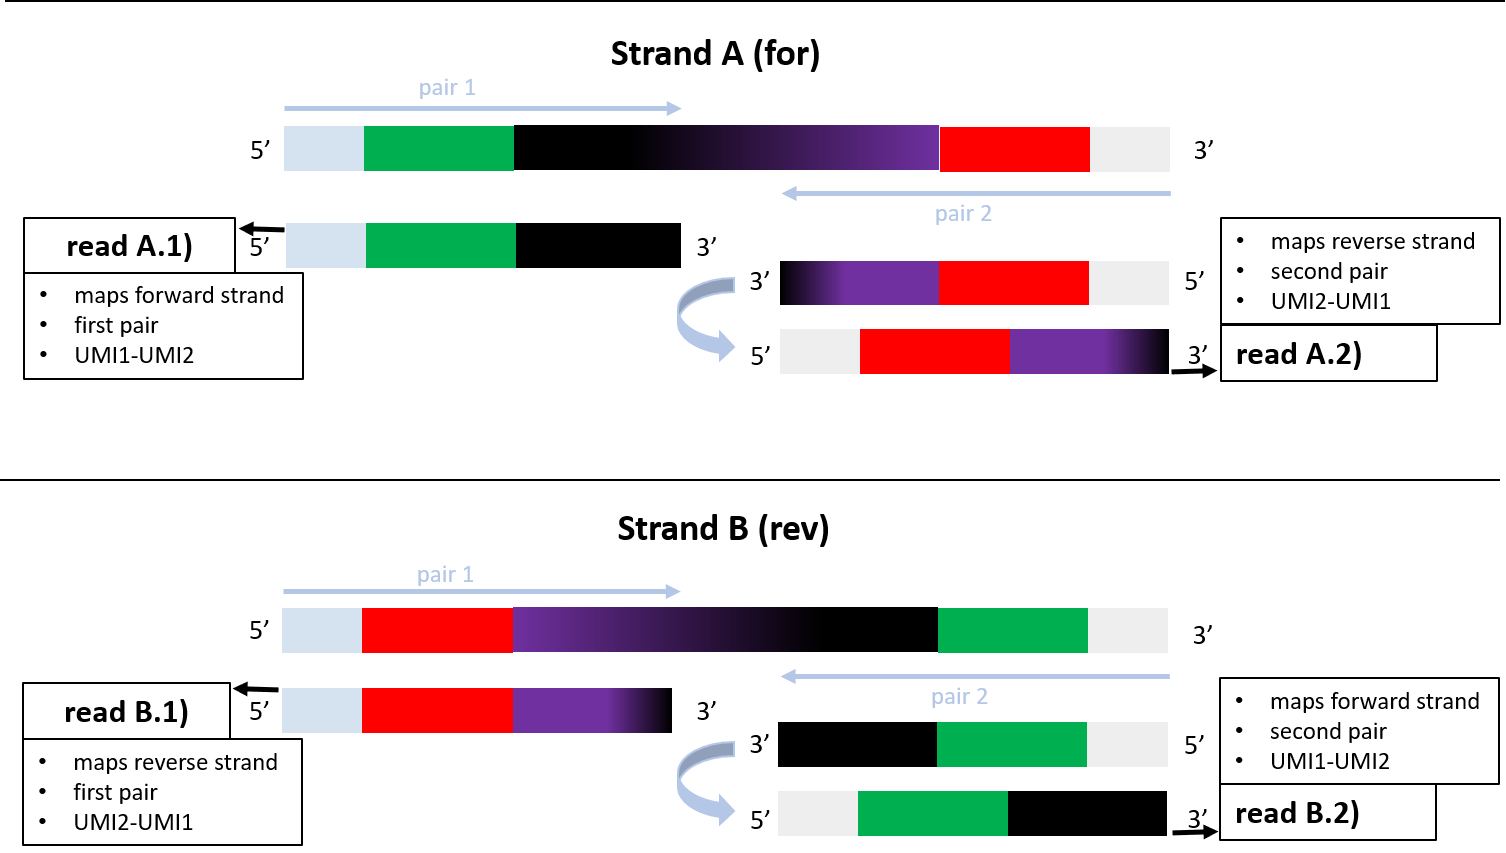 Strand A (for)
pair 1
5’
3’
pair 2
read A.1)
5’
3’
• maps forward strand
• first pair
• UMI1-UMI2
3’
5’
• maps reverse strand
• second pair
• UMI2-UMI1
5’
3’
read A.2)
Strand B (rev)
pair 1
5’
3’
pair 2
read B.1)
5’
3’
• maps reverse strand
• first pair
• UMI2-UMI1
3’
5’
• maps forward strand
• second pair
• UMI1-UMI2
5’
3’
read B.2)